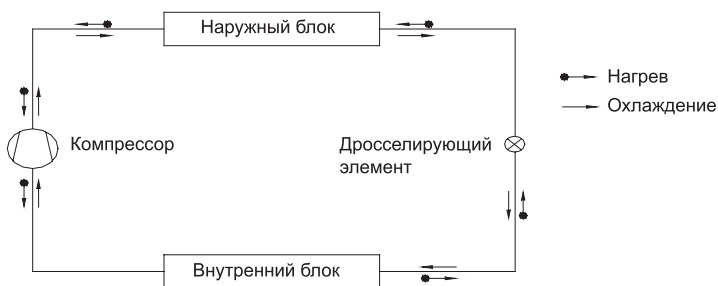 Наружный блок
Нагрев
Охлаждение
Компрессор
Дросселирующий
элемент
Внутренний блок